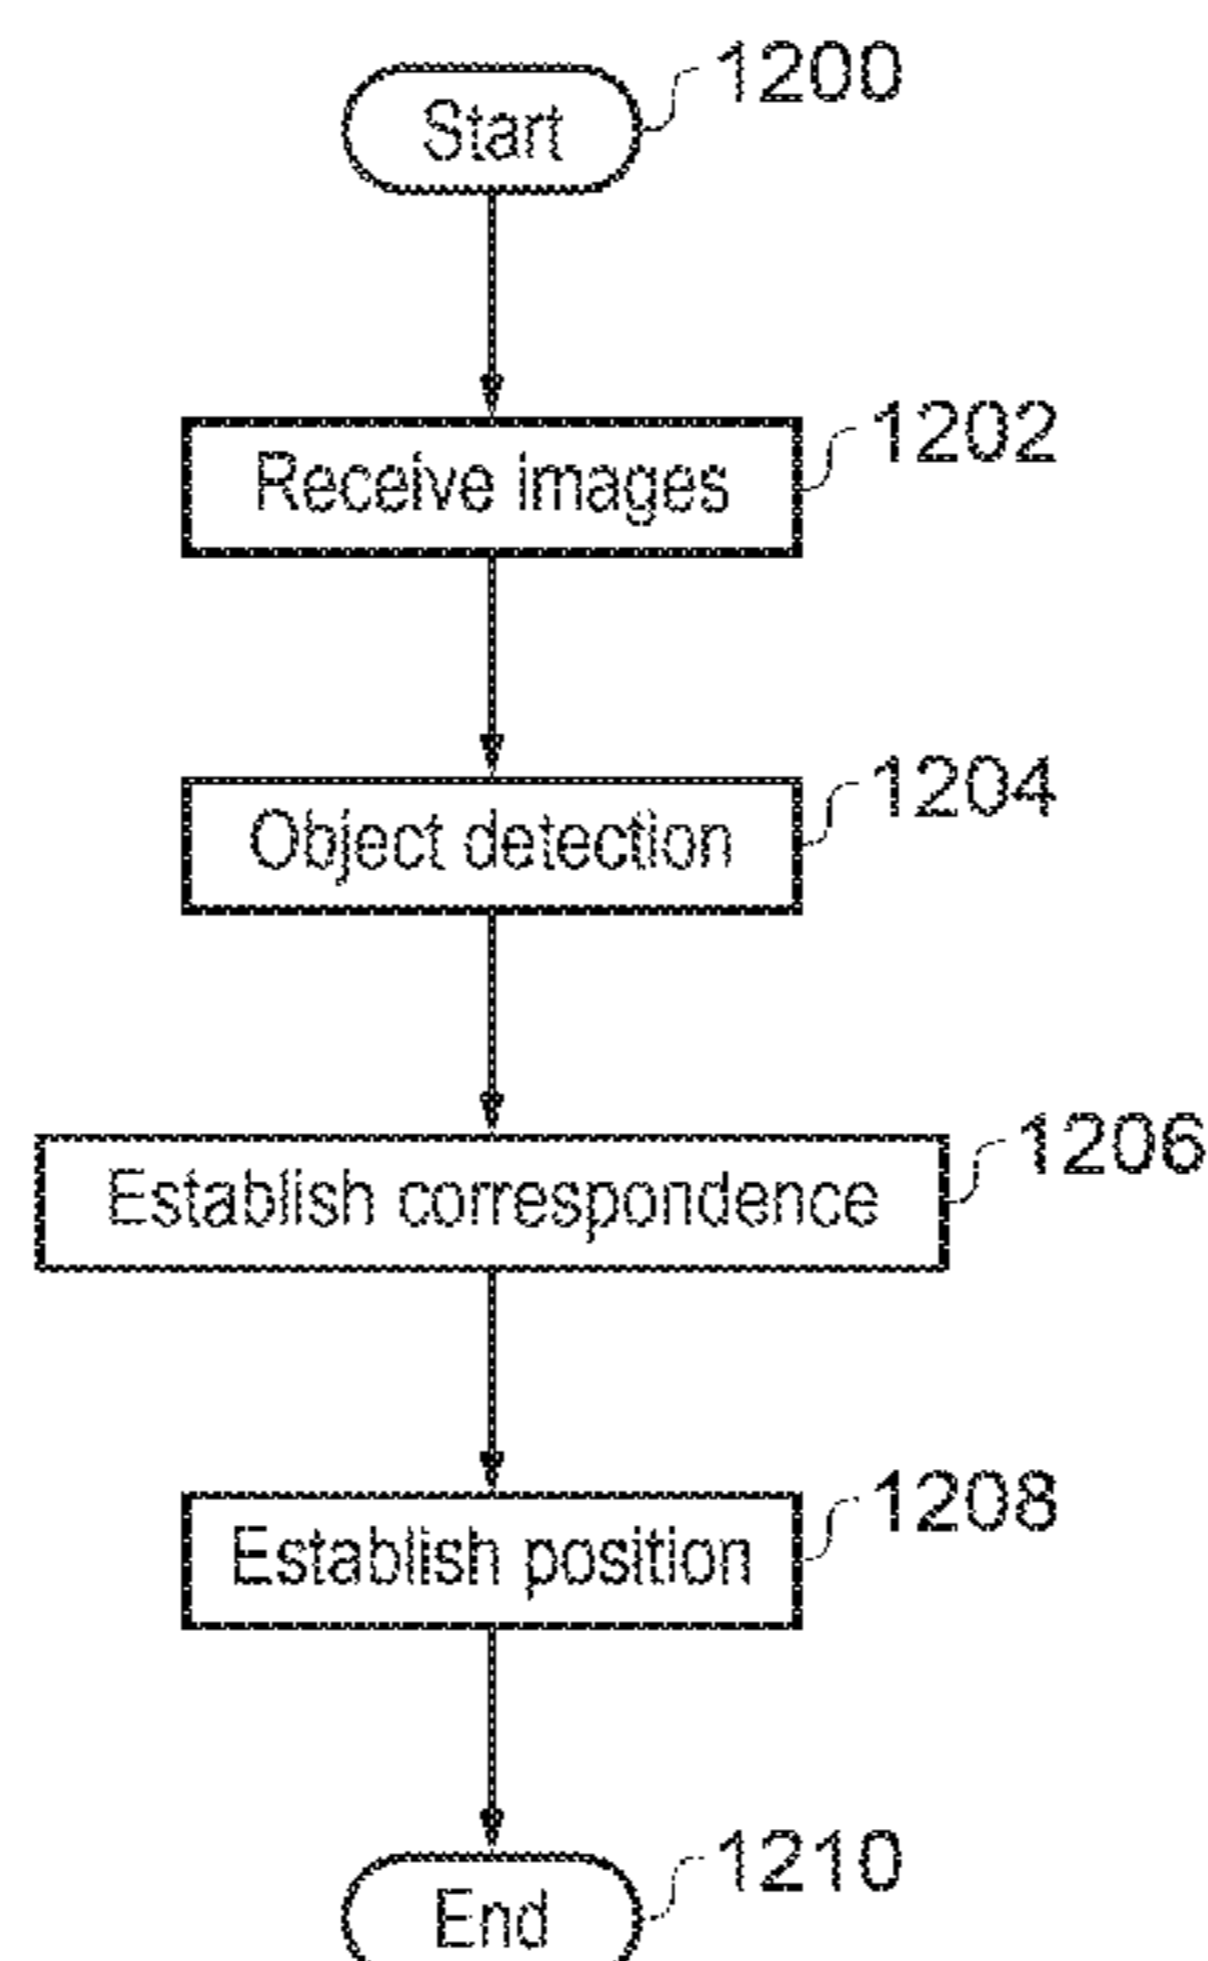 1200
Start
1202
Receive images
1204
Object detection
1206
Establish correspondence
1208
Establish position
1210
End